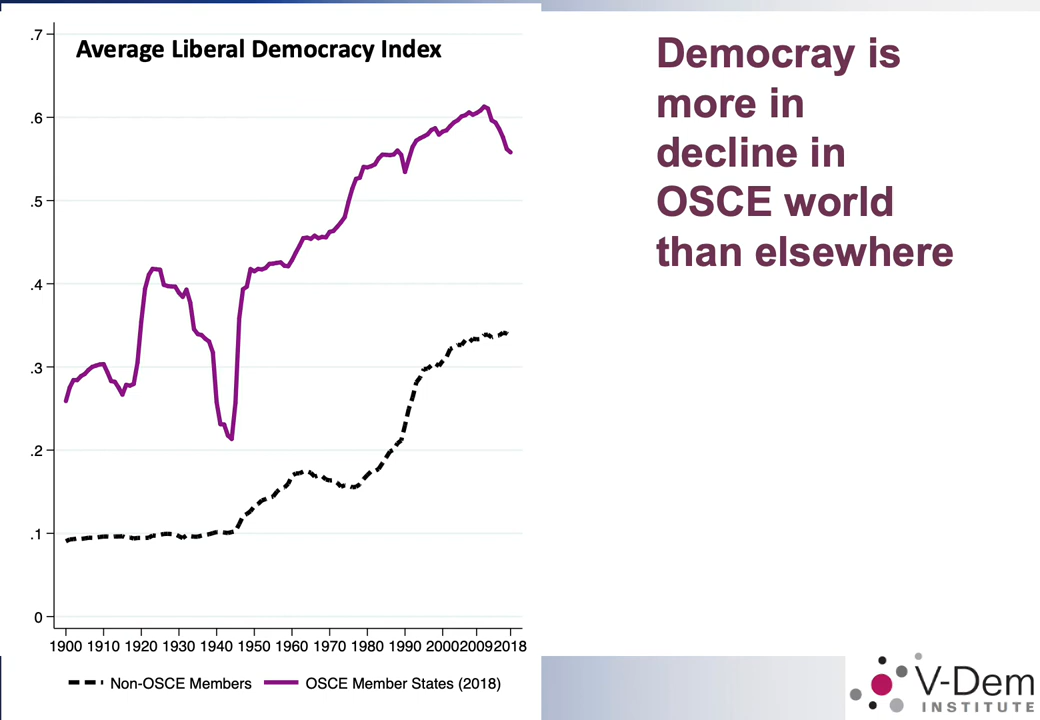 Average Liberal Democracy Index
Democray is
more in
decline in
OSCE world
than elsewhere
.7
.6
.5
.4
.3
.2
.1
0
1900 1910 1920 1930 1940 1950 1960 1970 1980 1990 2000 2009 2018
Non-OSCE Members OSCE Member States (2018)
V-Dem
INSTITUTE